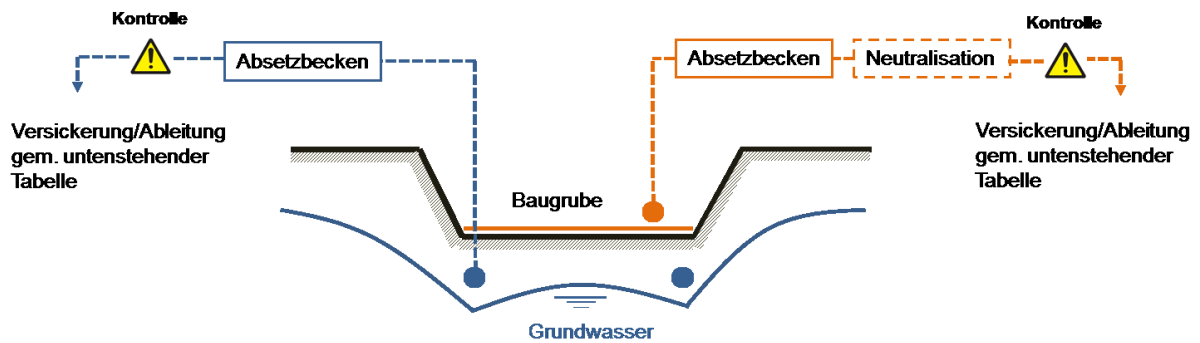 Kontrolle
Absetzbecken
Versickerung/Ableitung
gem. untenstehender
Tabelle
Kontrolle
Absetzbecken
Neutralisation
Versickerung/Ableitung
gem. untenstehender
Tabelle
Baugrube
Grundwasser